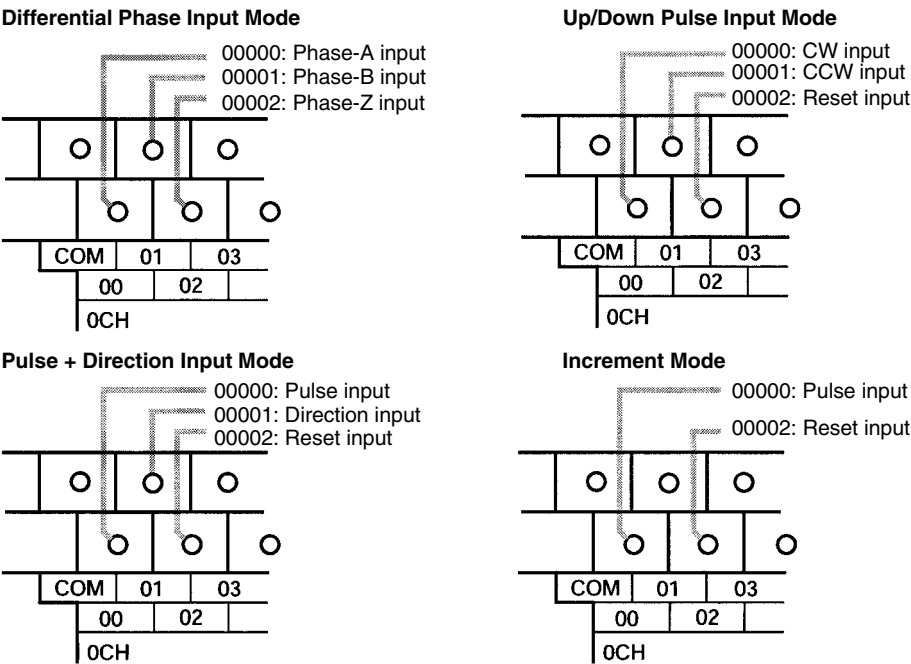 Differential Phase Input Mode
00000: Phase-A input
00001: Phase-B input
00002: Phase-Z input
COM 01 03
00 02
0CH
Up/Down Pulse Input Mode
00000: CW input
00001: CCW input
00002: Reset input
COM 01 03
00 02
0CH
Pulse + Direction Input Mode
00000: Pulse input
00001: Direction input
00002: Reset input
COM 01 03
00 02
0CH
Increment Mode
00000: Pulse input
00002: Reset input
COM 01 03
00 02
0CH